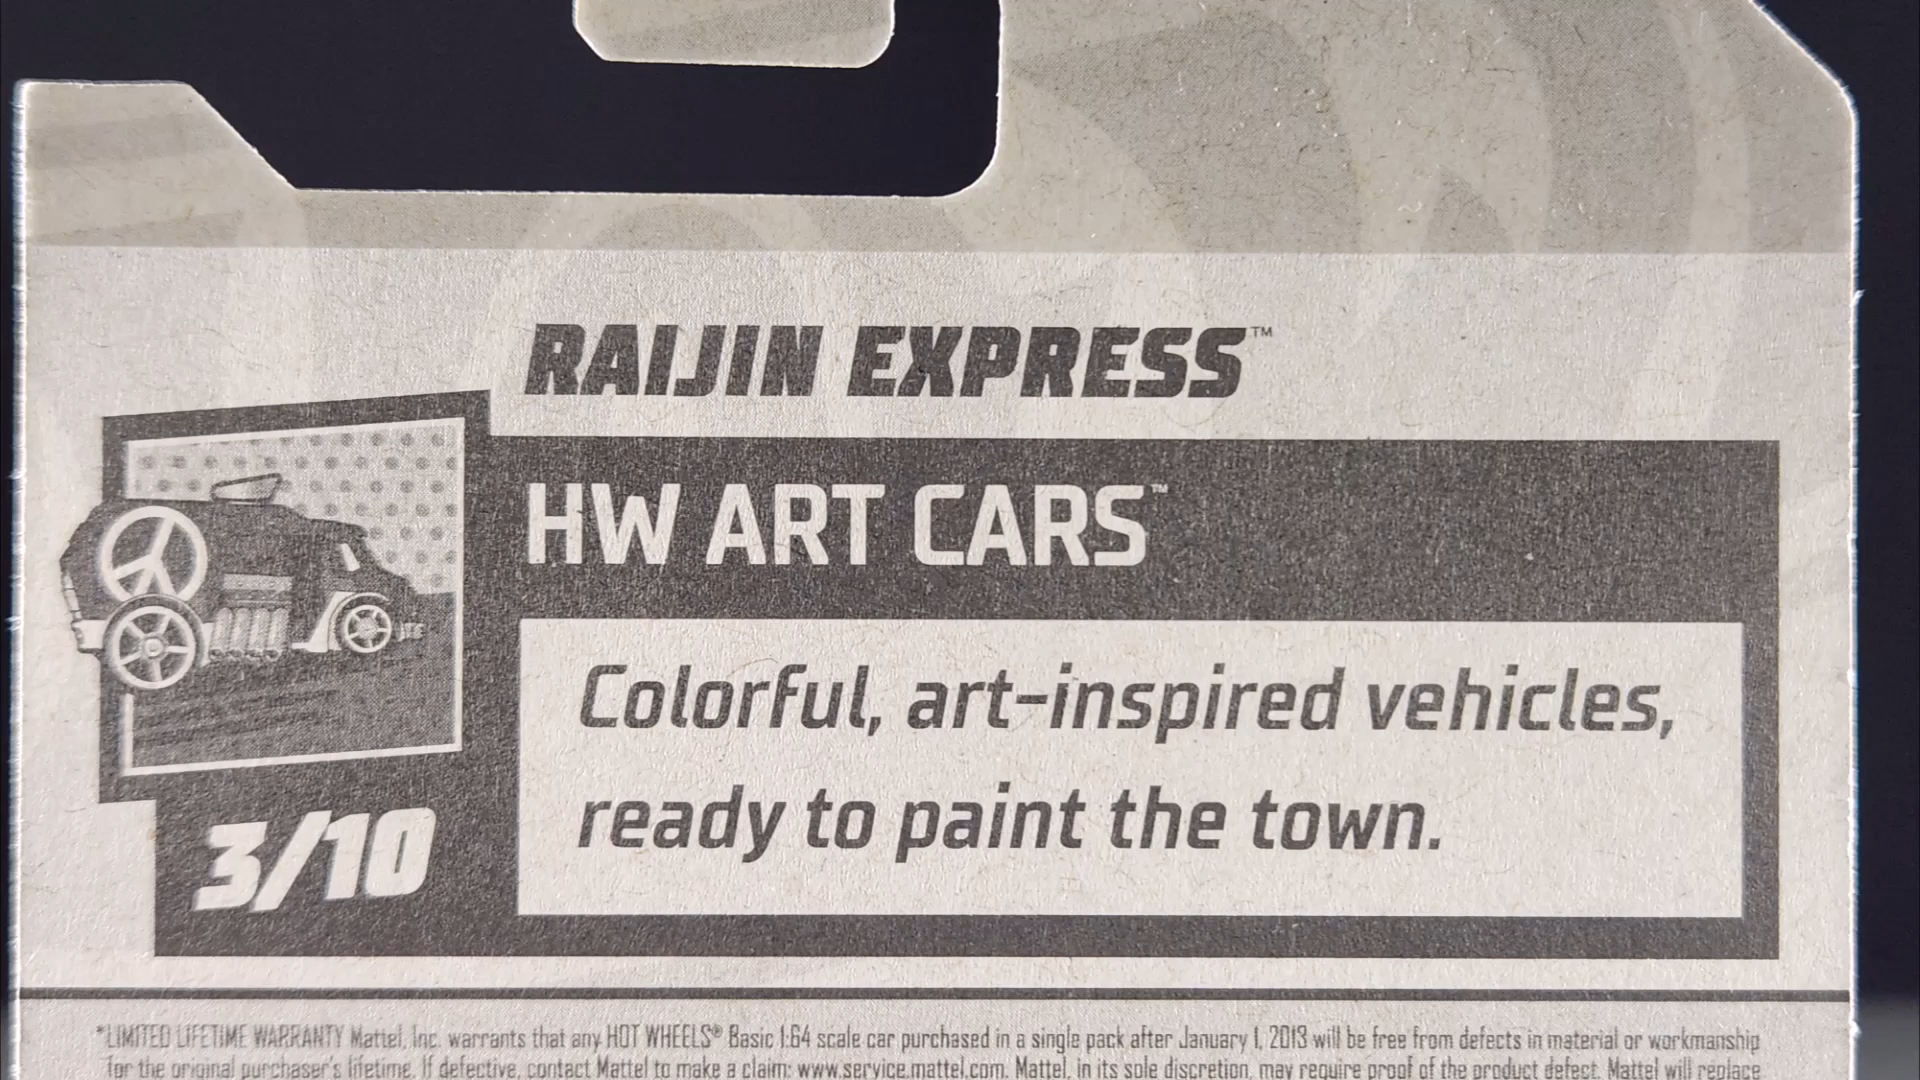 RAIJIN EXPRESS™
HW ART CARS™
Colorful, art-inspired vehicles,
ready to paint the town.
3/10
*LIMITED LIFETIME WARRANTY Mattel, Inc. warrants that any HOT WHEELS® Basic 1:64 scale car purchased in a single pack after January 1, 2013 will be free from defects in material or workmanship
for the original purchaser's lifetime. If defective, contact Mattel to make a claim: www.service.mattel.com. Mattel, in its sole discretion, may require proof of the product defect. Mattel will replace